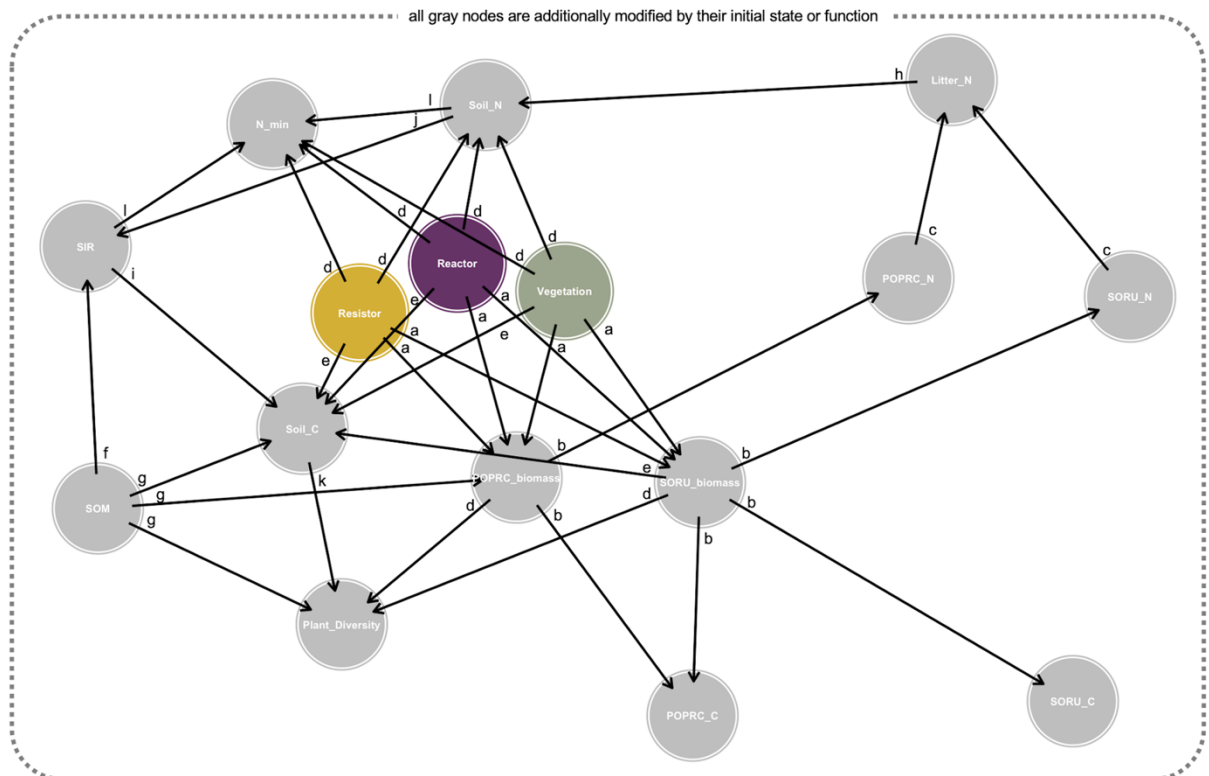 all gray nodes are additionally modified by their initial state or function
Litter_N
h
Soil_N
l
j
N_min
SIR
l
i
Reactor
d
d
Vegetation
d
d
Resistor
d
d
e
a
a
e
a
a
e
a
a
POPRC_N
c
SORU_N
c
Soil_C
k
f
SOM
g
g
g
POPRC_biomass
b
d
b
SORU_biomass
e
d
b
b
b
Plant_Diversity
POPRC_C
SORU_C